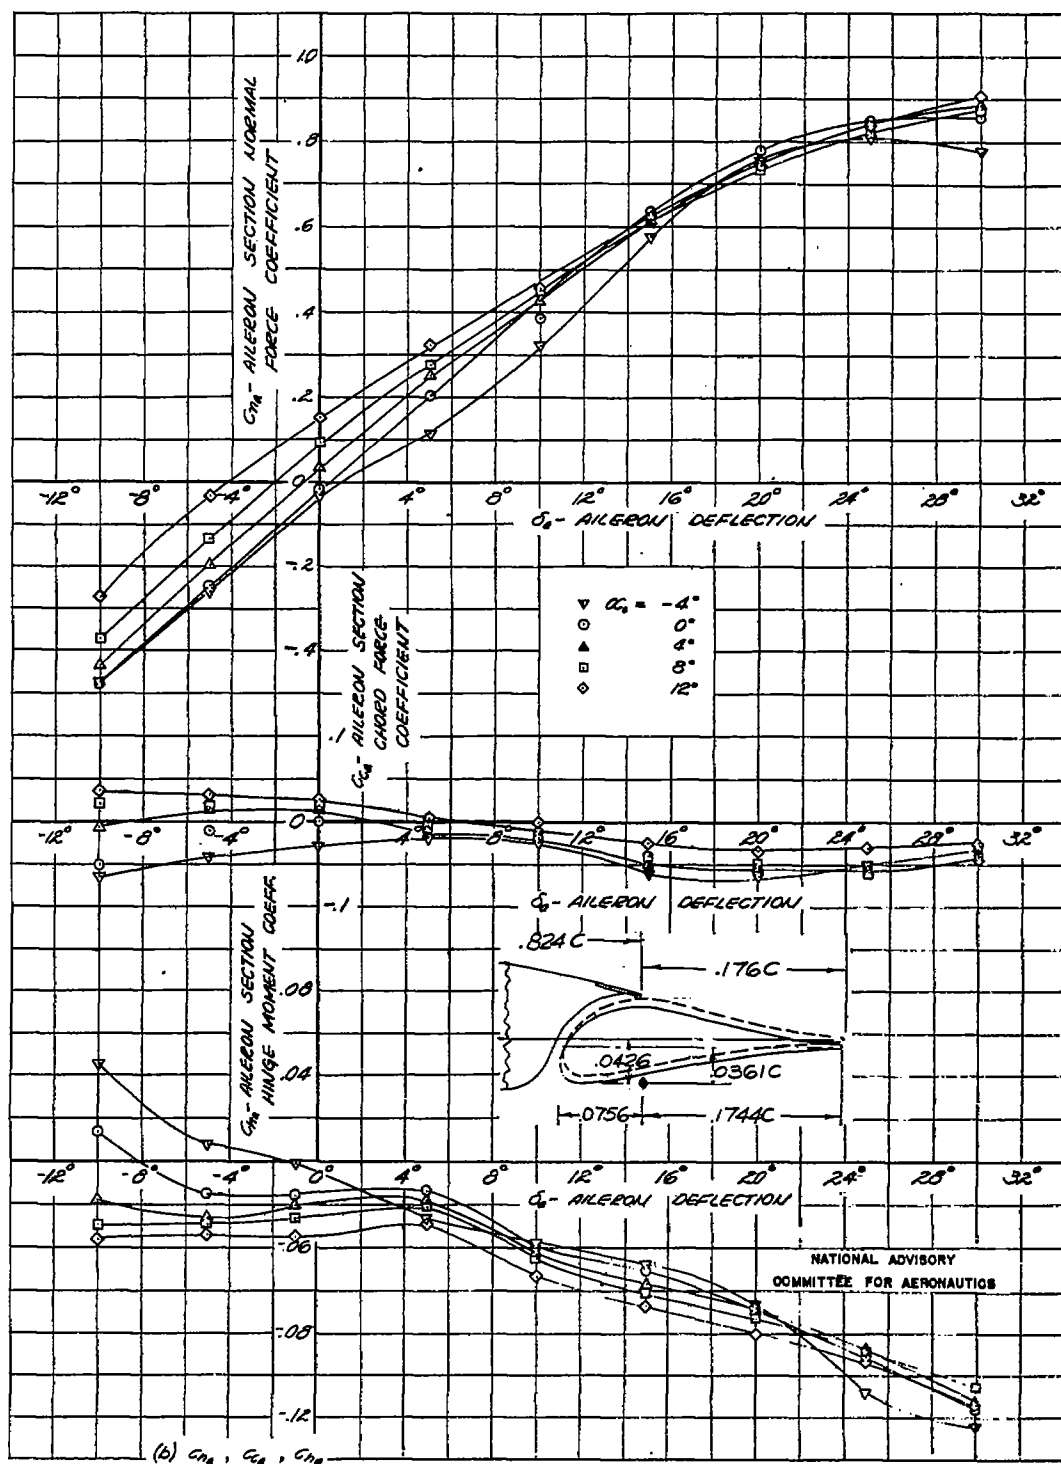 1.0
.8
.6
.4
.2
0
-.2
-.4
AILERON SECTION NORMAL
FORCE COEFFICIENT
-12° -8° -4° 4° 8° 12° 16° 20° 24° 28° 32°
δa - AILERON DEFLECTION
▽ α₀ = -4°
⊙ 0°
▲ 4°
⊡ 8°
◇ 12°
AILERON SECTION
CHORD FORCE
COEFFICIENT
.1
0
-.1
-12° -8° -4° 0° 4° 8° 12° 16° 20° 24° 28° 32°
δa - AILERON DEFLECTION
AILERON SECTION
HINGE MOMENT COEFF.
.08
.04
.824C
.176C
.0426
.0361C
.0756
.1744C
-12° -8° -4° 0° 4° 8° 12° 16° 20° 24° 28° 32°
δa - AILERON DEFLECTION
.06
-.08
-.12
NATIONAL ADVISORY
COMMITTEE FOR AERONAUTICS
(b) cna, cca, cha